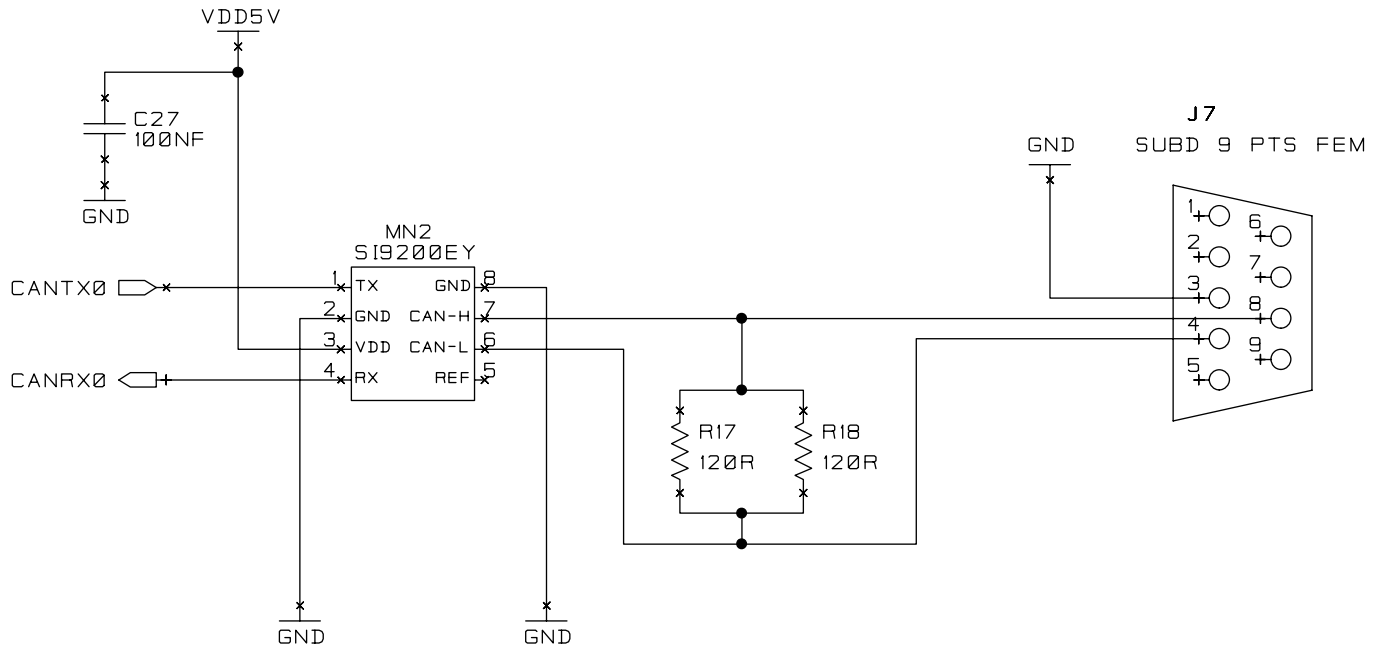 VDD5V
C27
100NF
GND
J7
SUBD 9 PTS FEM
GND
MN2
SI9200EY
CANTX0
CANRX0
1 TX
2 GND
3 VDD
4 RX
GND 8
CAN-H 7
CAN-L 6
REF 5
R17
120R
R18
120R
1
2
3
4
5
6
7
8
9
GND
GND